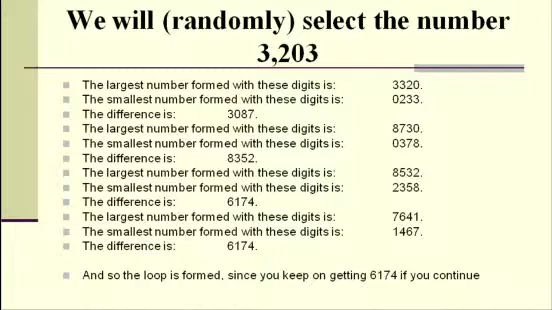 We will (randomly) select the number
3,203
The largest number formed with these digits is: 3320.
The smallest number formed with these digits is: 0233.
The difference is: 3087.
The largest number formed with these digits is: 8730.
The smallest number formed with these digits is: 0378.
The difference is: 8352.
The largest number formed with these digits is: 8532.
The smallest number formed with these digits is: 2358.
The difference is: 6174.
The largest number formed with these digits is: 7641.
The smallest number formed with these digits is: 1467.
The difference is: 6174.
And so the loop is formed, since you keep on getting 6174 if you continue